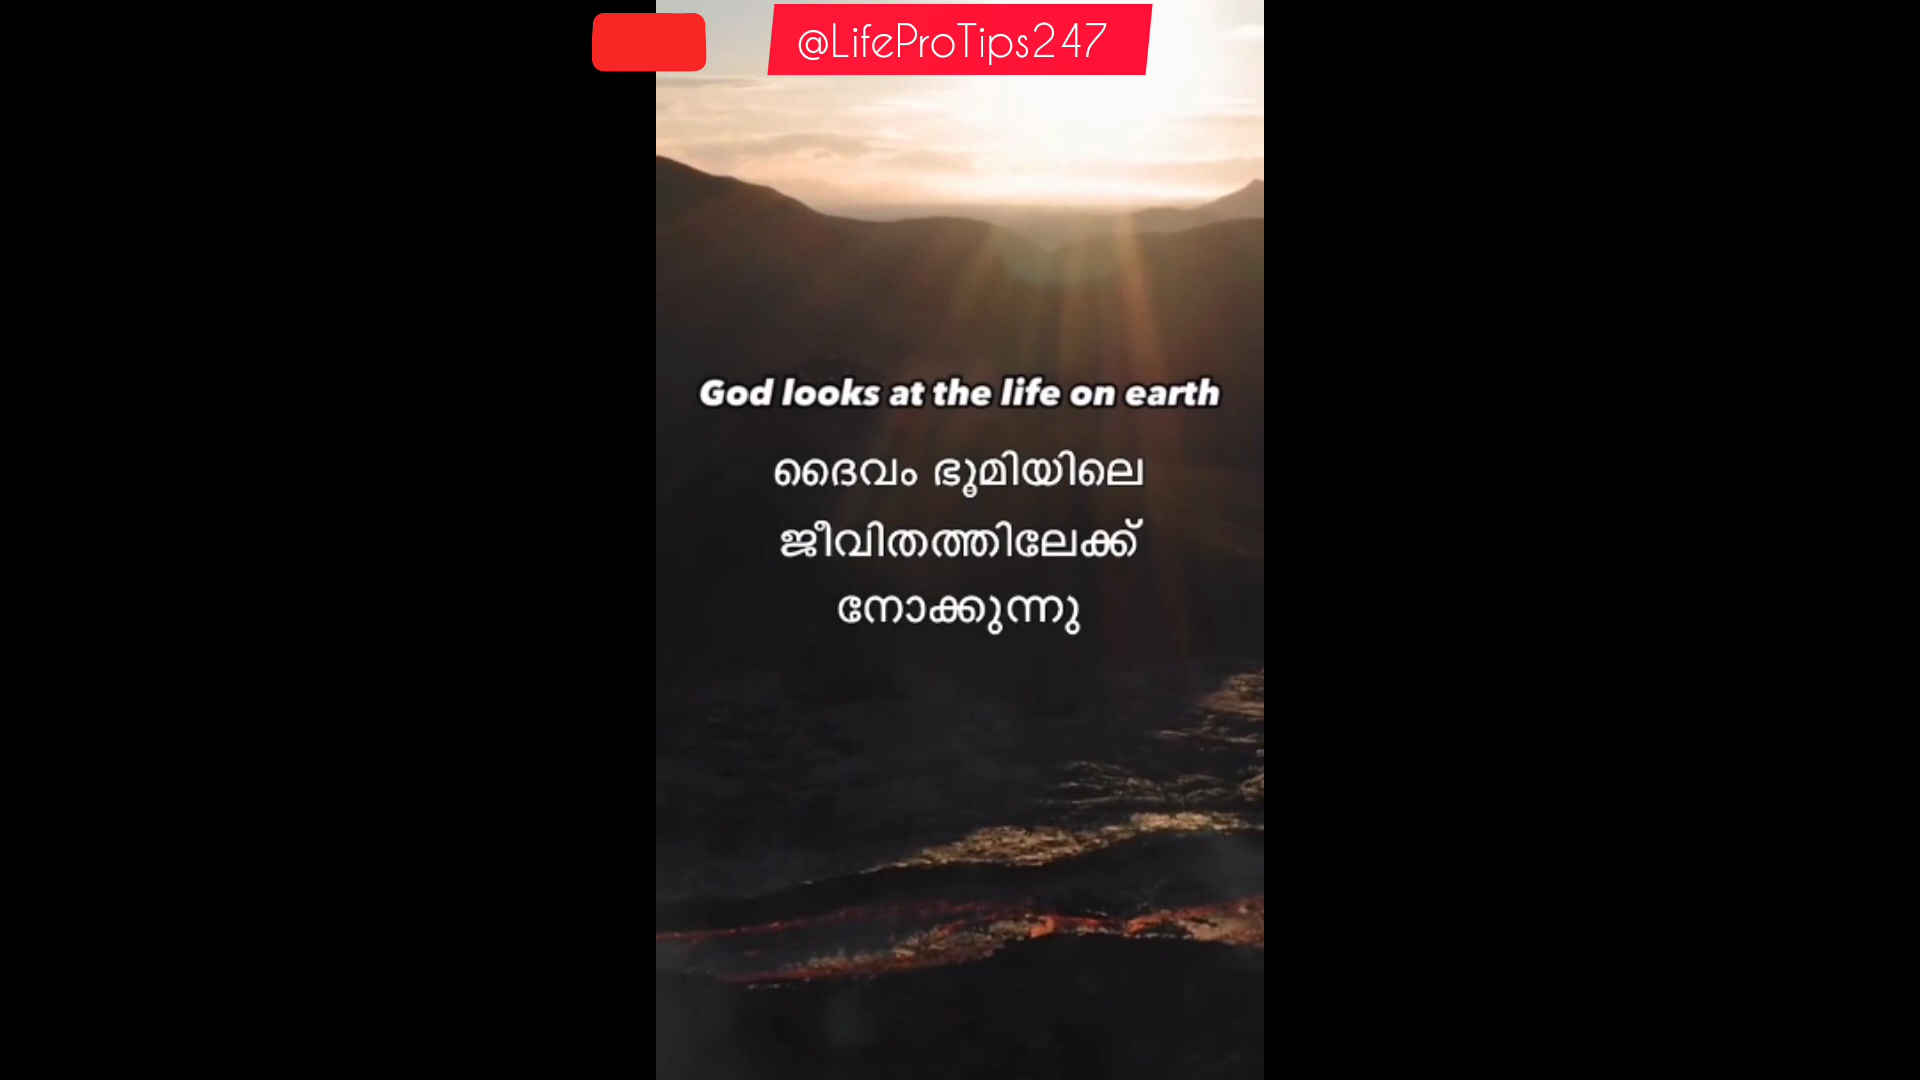 @LifeProTips247
God looks at the life on earth
ദൈവം ഭൂമിയിലെ
ജീവിതത്തിലേക്ക്
നോക്കുന്നു